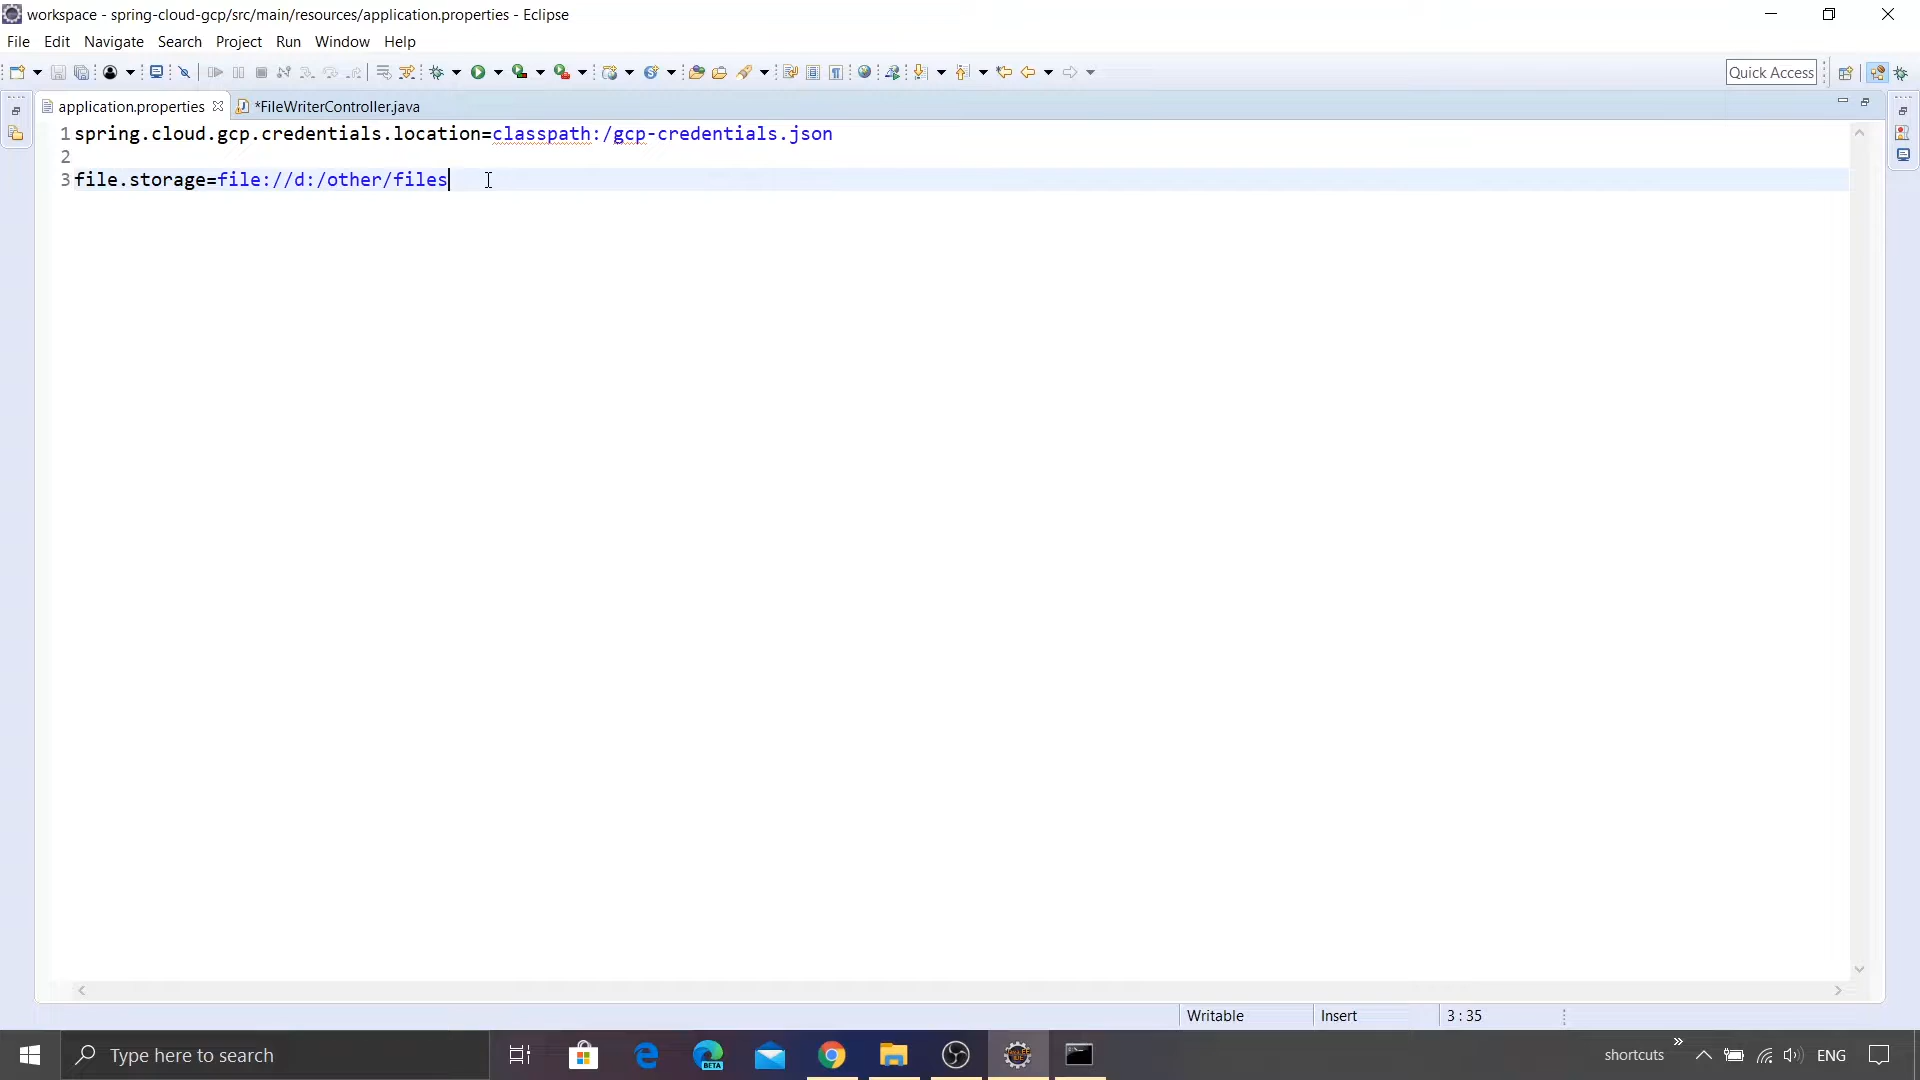 workspace - spring-cloud-gcp/src/main/resources/application.properties - Eclipse
File Edit Navigate Search Project Run Window Help
Quick Access
application.properties *FileWriterController.java
1 spring.cloud.gcp.credentials.location=classpath:/gcp-credentials.json
2
3 file.storage=file://d:/other/files
Writable Insert 3 : 35
Type here to search BETA shortcuts ENG